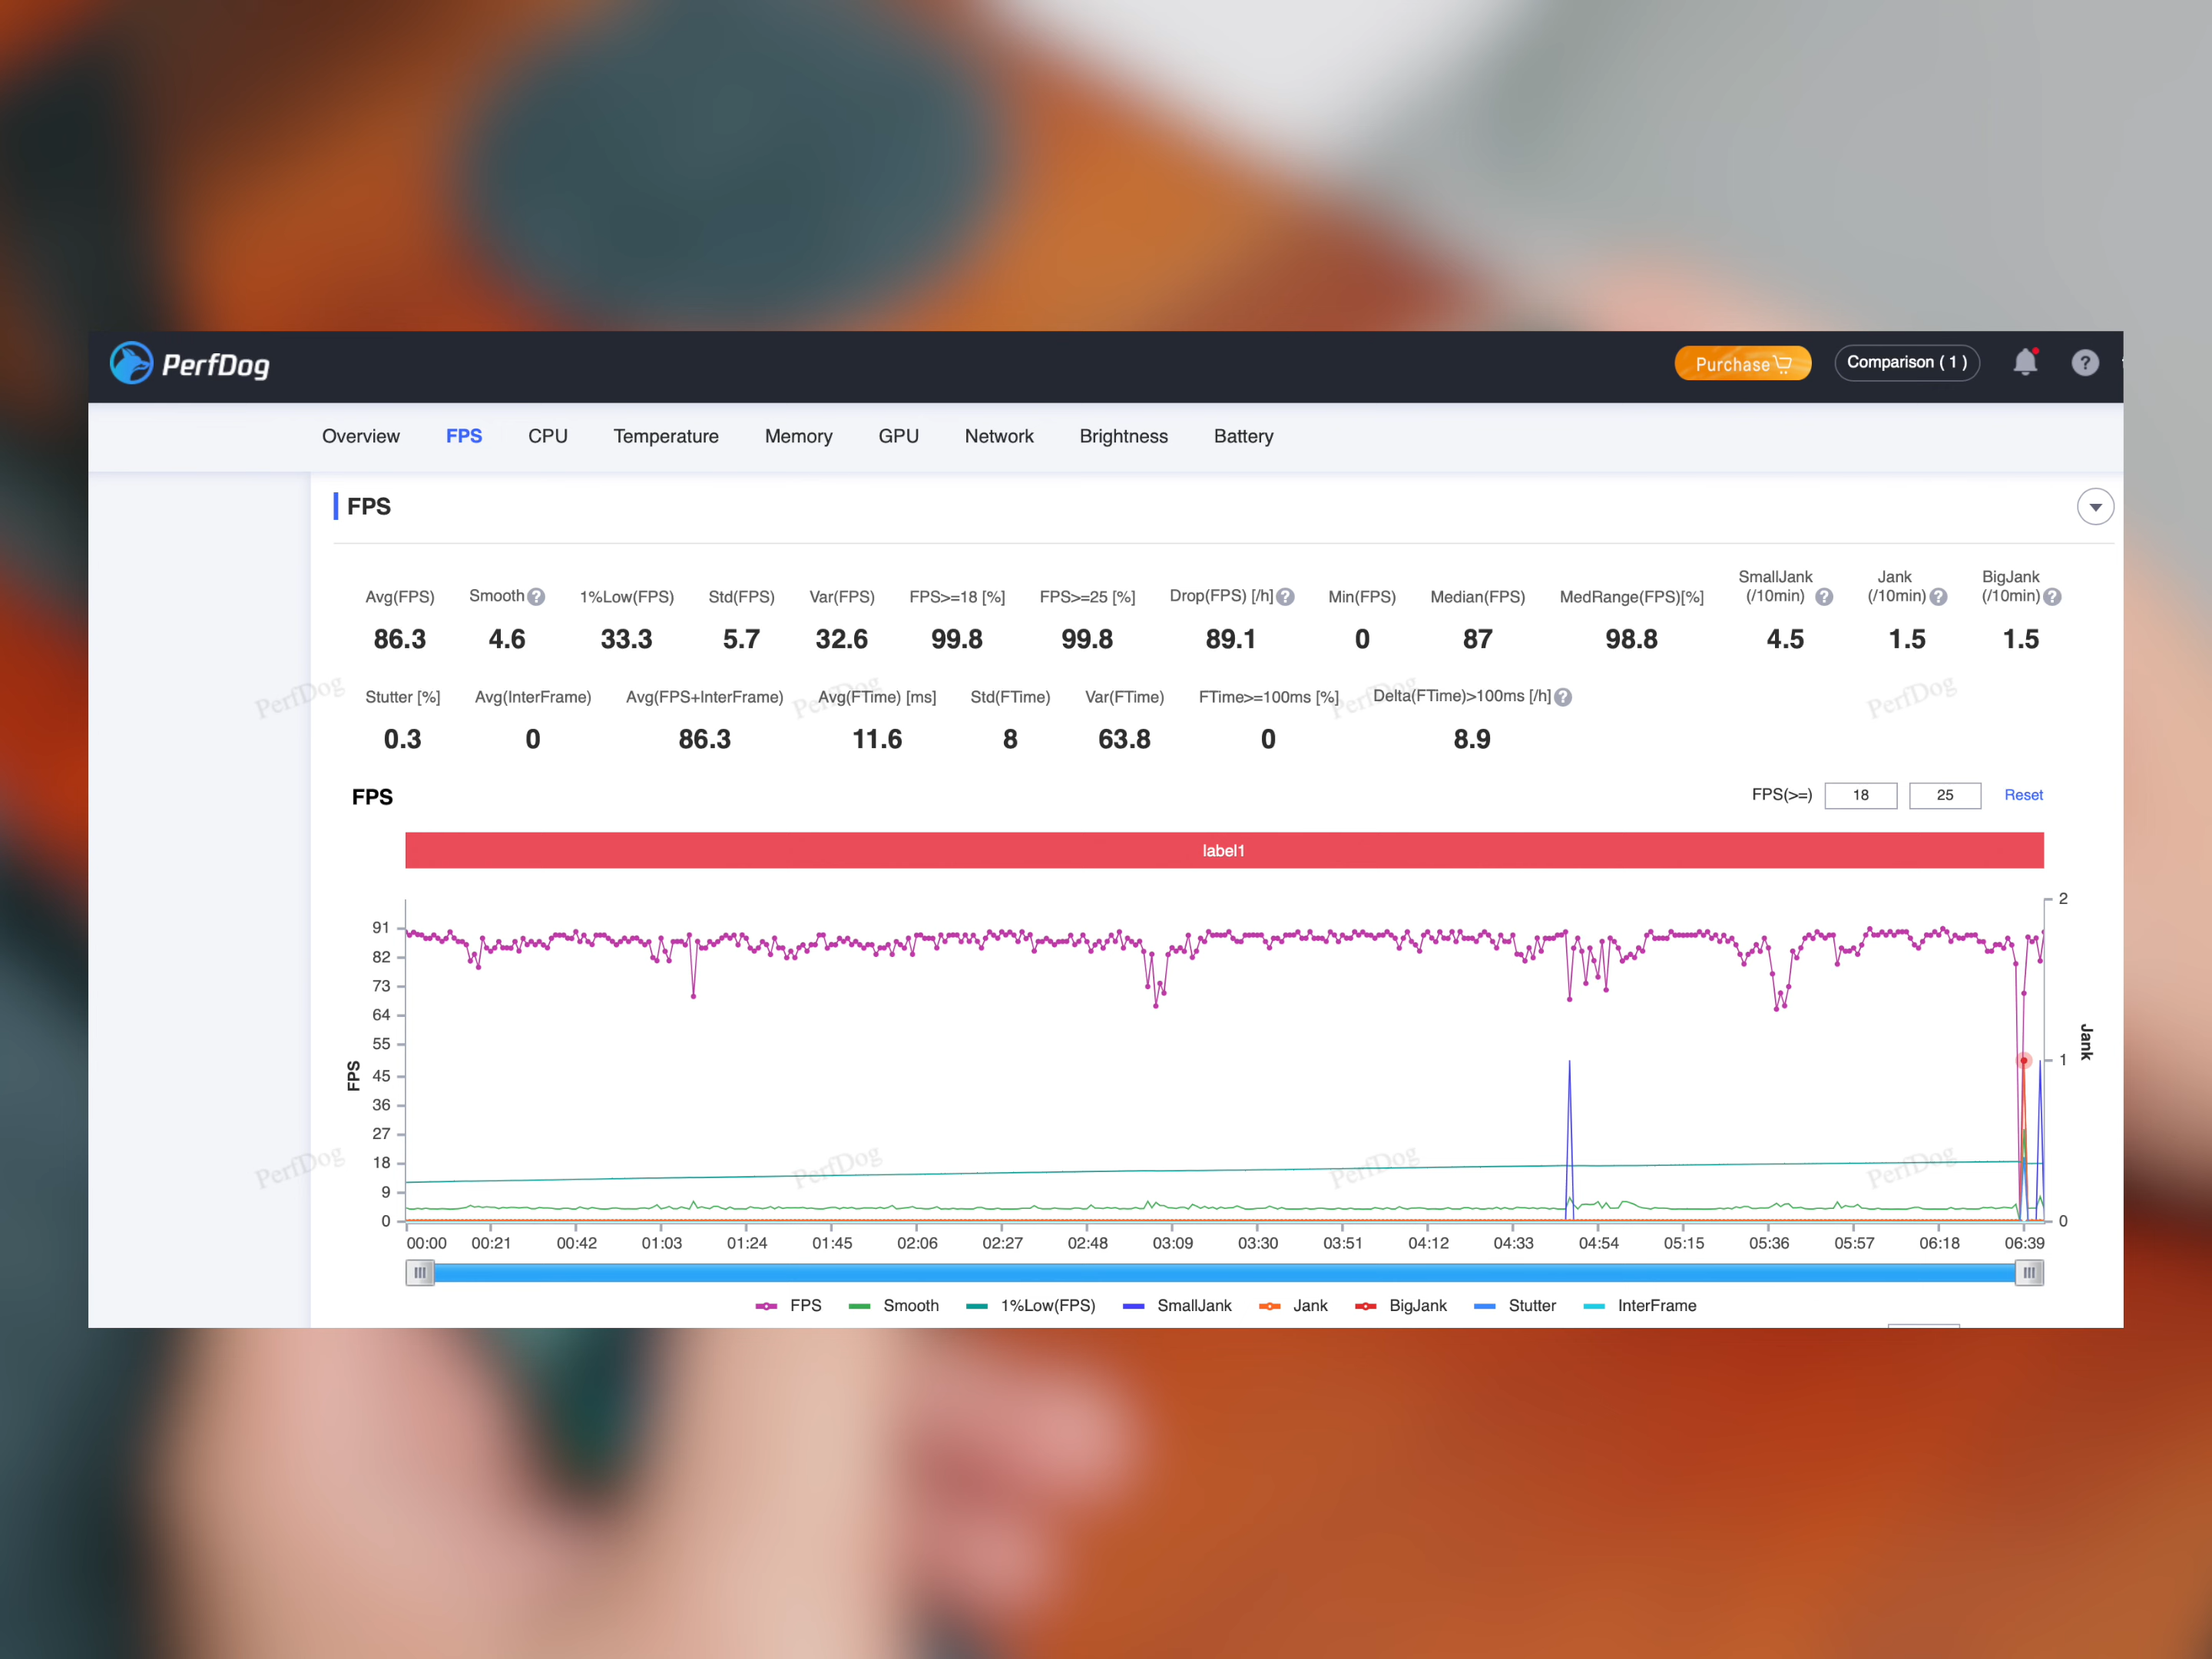 PerfDog
Purchase
Comparison ( 1 )
?
Overview FPS CPU Temperature Memory GPU Network Brightness Battery
FPS
Avg(FPS) Smooth ? 1%Low(FPS) Std(FPS) Var(FPS) FPS>=18 [%] FPS>=25 [%] Drop(FPS) [/h] ? Min(FPS) Median(FPS) MedRange(FPS)[%] SmallJank (/10min) ? Jank (/10min) ? BigJank (/10min) ?
86.3 4.6 33.3 5.7 32.6 99.8 99.8 89.1 0 87 98.8 4.5 1.5 1.5
Stutter [%] Avg(InterFrame) Avg(FPS+InterFrame) Avg(FTime) [ms] Std(FTime) Var(FTime) FTime>=100ms [%] Delta(FTime)>100ms [/h] ?
0.3 0 86.3 11.6 8 63.8 0 8.9
PerfDog PerfDog PerfDog PerfDog
FPS
FPS(>=) 18 25 Reset
label1
91
82
73
64
55
45
36
27
18
9
0
FPS
2
1
0
Jank
PerfDog PerfDog PerfDog PerfDog
00:00 00:21 00:42 01:03 01:24 01:45 02:06 02:27 02:48 03:09 03:30 03:51 04:12 04:33 04:54 05:15 05:36 05:57 06:18 06:39
FPS Smooth 1%Low(FPS) SmallJank Jank BigJank Stutter InterFrame